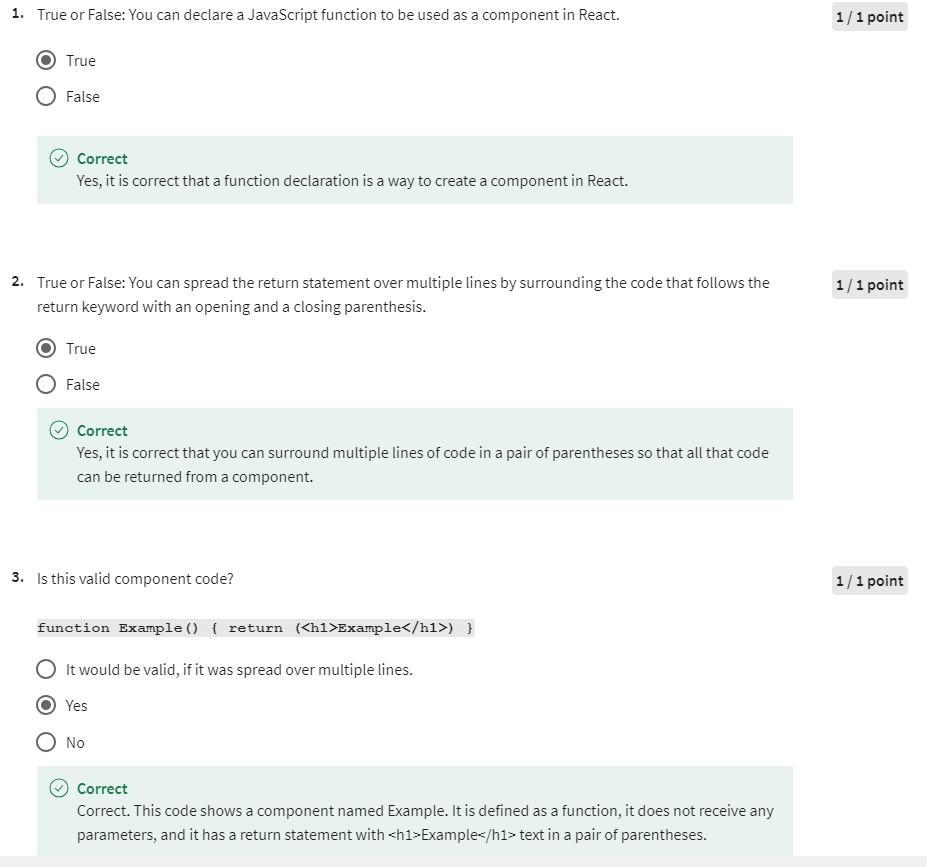 1. True or False: You can declare a JavaScript function to be used as a component in React.
1 / 1 point
True
False
Correct
Yes, it is correct that a function declaration is a way to create a component in React.
2. True or False: You can spread the return statement over multiple lines by surrounding the code that follows the
return keyword with an opening and a closing parenthesis.
1 / 1 point
True
False
Correct
Yes, it is correct that you can surround multiple lines of code in a pair of parentheses so that all that code
can be returned from a component.
3. Is this valid component code?
1 / 1 point
function Example() { return (<h1>Example</h1>) }
It would be valid, if it was spread over multiple lines.
Yes
No
Correct
Correct. This code shows a component named Example. It is defined as a function, it does not receive any
parameters, and it has a return statement with <h1>Example</h1> text in a pair of parentheses.